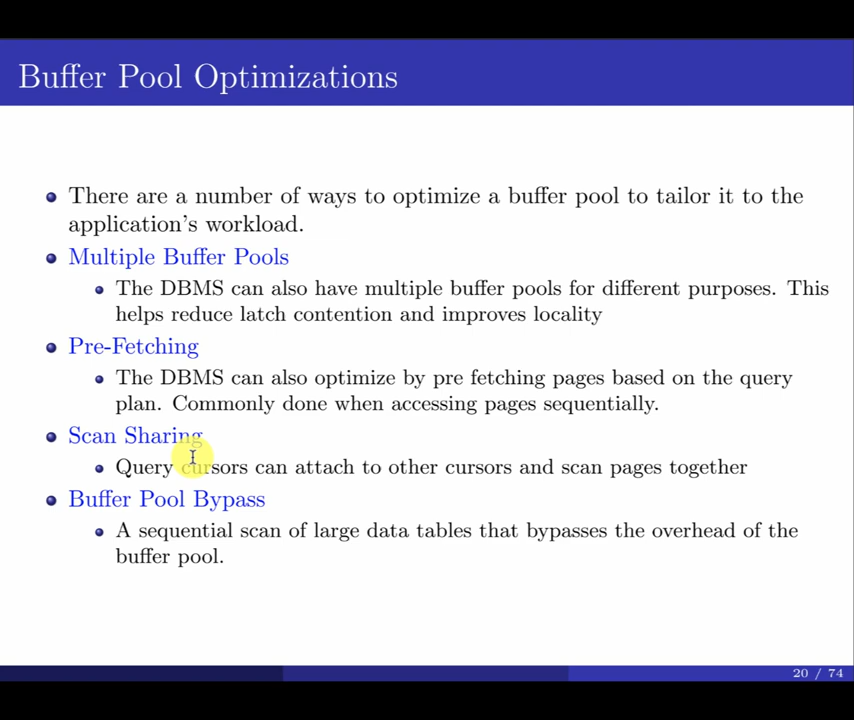 Buffer Pool Optimizations
There are a number of ways to optimize a buffer pool to tailor it to the
application's workload.
Multiple Buffer Pools
The DBMS can also have multiple buffer pools for different purposes. This
helps reduce latch contention and improves locality
Pre-Fetching
The DBMS can also optimize by pre fetching pages based on the query
plan. Commonly done when accessing pages sequentially.
Scan Sharing
Query cursors can attach to other cursors and scan pages together
Buffer Pool Bypass
A sequential scan of large data tables that bypasses the overhead of the
buffer pool.
20 / 74